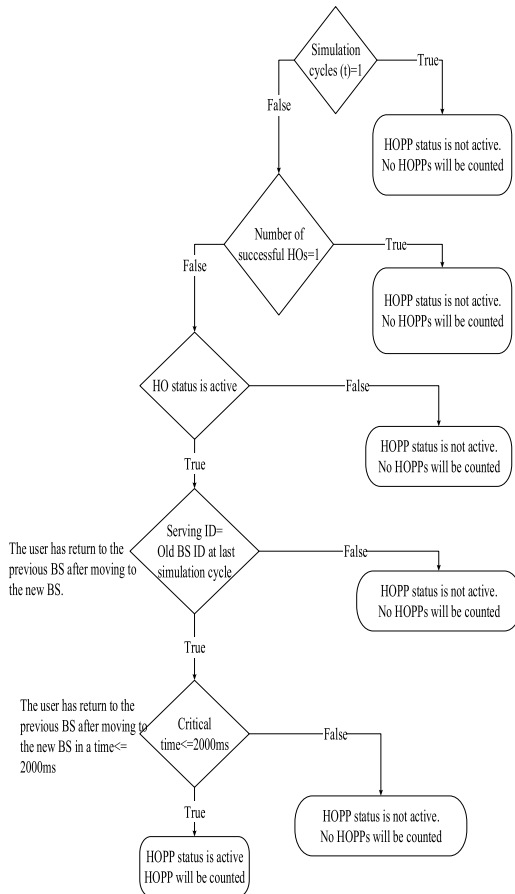 Simulation
cycles (t)=1
True
False
HOPP status is not active.
No HOPPs will be counted
Number of
successful HOs=1
True
False
HOPP status is not active.
No HOPPs will be counted
HO status is active
False
True
HOPP status is not active.
No HOPPs will be counted
Serving ID=
Old BS ID at last
simulation cycle
False
The user has return to the
previous BS after moving to
the new BS.
HOPP status is not active.
No HOPPs will be counted
True
The user has return to the
previous BS after moving to
the new BS in a time<=
2000ms
Critical
time<=2000ms
False
True
HOPP status is not active.
No HOPPs will be counted
HOPP status is active
HOPP will be counted